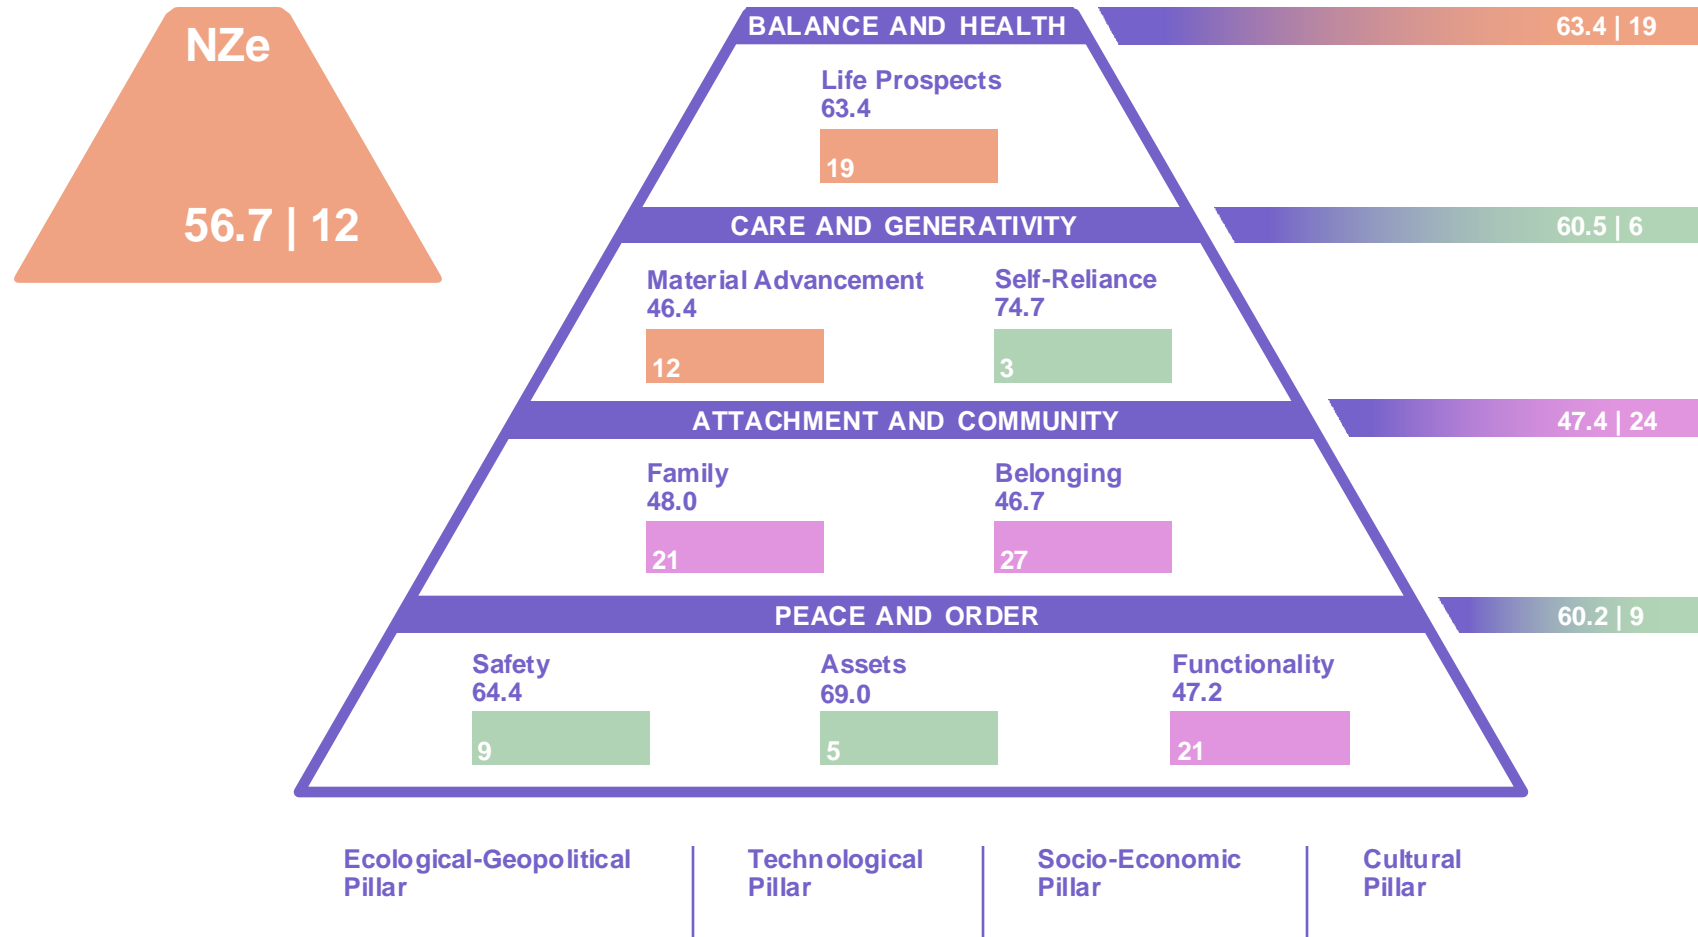 NZe
56.7 | 12
BALANCE AND HEALTH
63.4 | 19
Life Prospects
63.4
19
CARE AND GENERATIVITY
60.5 | 6
Material Advancement
46.4
12
Self-Reliance
74.7
3
ATTACHMENT AND COMMUNITY
47.4 | 24
Family
48.0
21
Belonging
46.7
27
PEACE AND ORDER
60.2 | 9
Safety
64.4
9
Assets
69.0
5
Functionality
47.2
21
Ecological-Geopolitical
Pillar
Technological
Pillar
Socio-Economic
Pillar
Cultural
Pillar